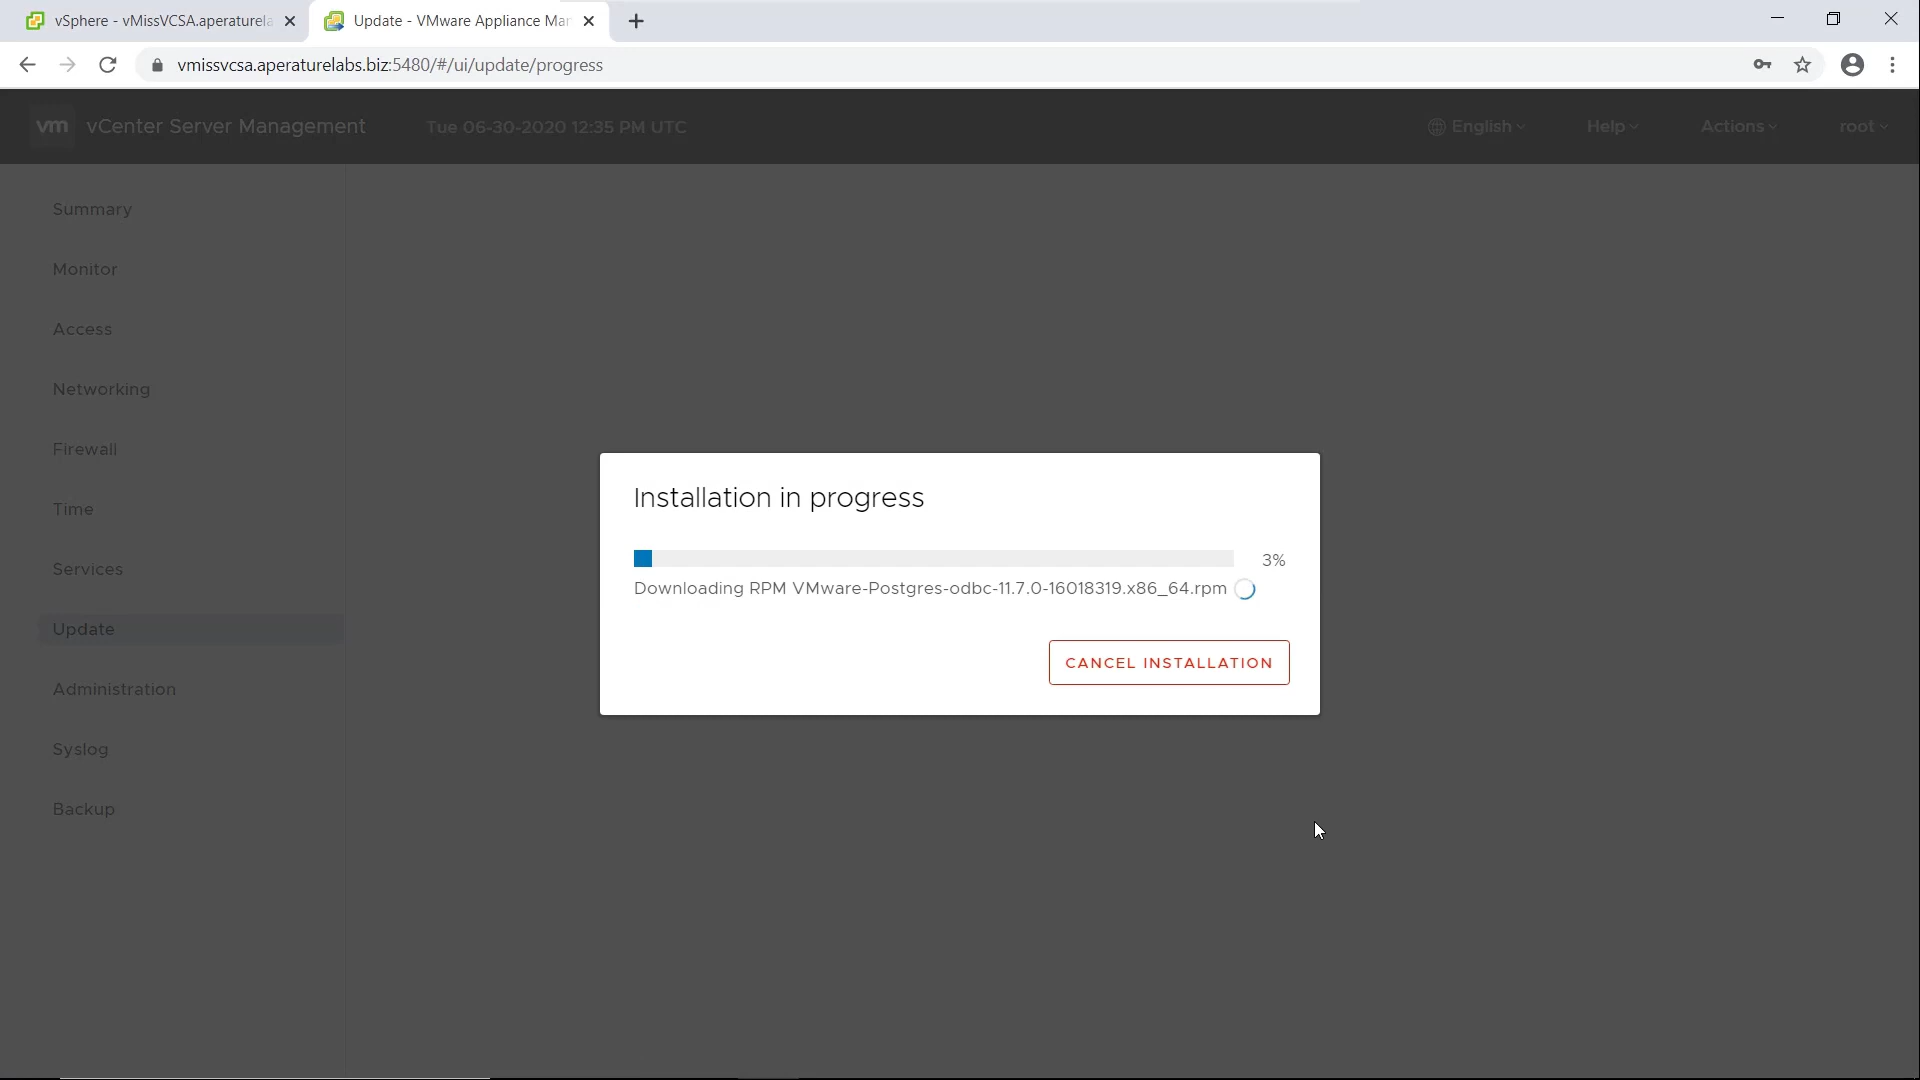 vSphere - vMissVCSA.aperaturela
Update - VMware Appliance Mar
vmissvcsa.aperaturelabs.biz:5480/#/ui/update/progress
vm vCenter Server Management Tue 06-30-2020 12:35 PM UTC English Help Actions root
Summary
Monitor
Access
Networking
Firewall
Time
Services
Update
Administration
Syslog
Backup
Installation in progress
3%
Downloading RPM VMware-Postgres-odbc-11.7.0-16018319.x86_64.rpm
CANCEL INSTALLATION